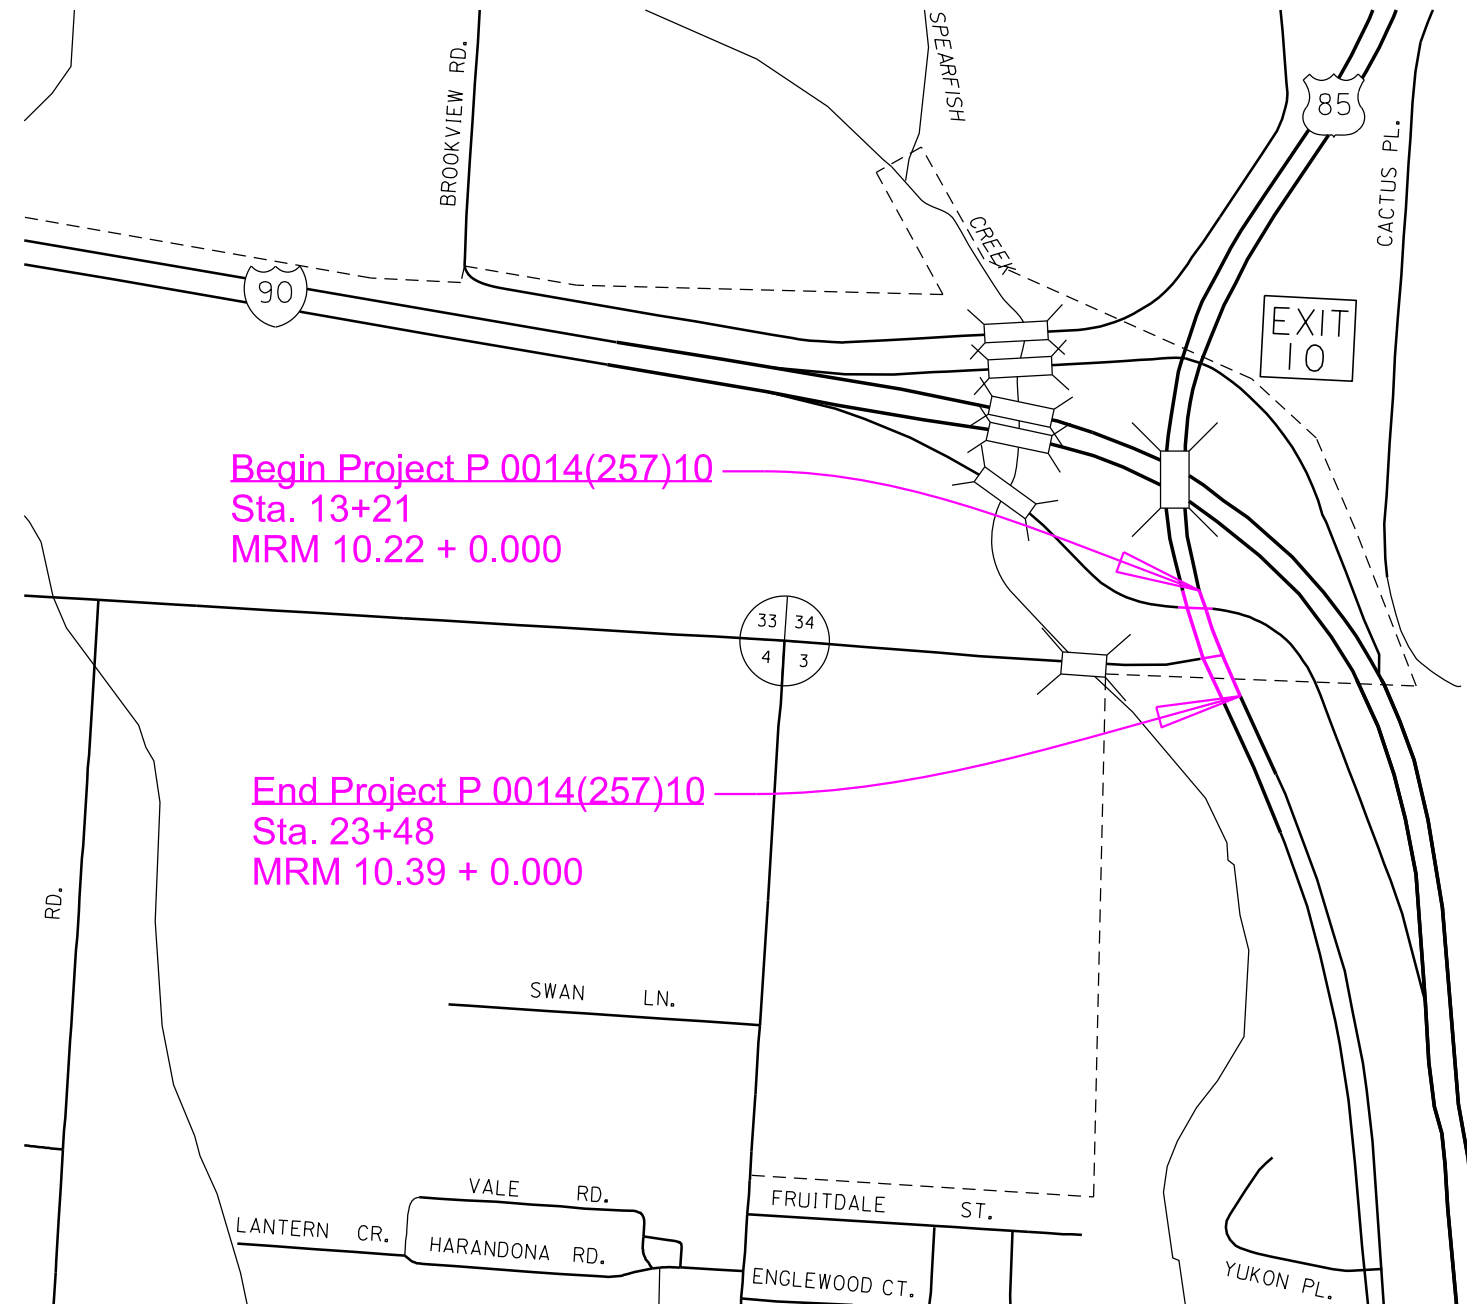 SPEARFISH
CREEK
BROOKVIEW RD.
85
CACTUS PL.
90
EXIT
10
Begin Project P 0014(257)10
Sta. 13+21
MRM 10.22 + 0.000
33 34
4 3
End Project P 0014(257)10
Sta. 23+48
MRM 10.39 + 0.000
RD.
SWAN LN.
VALE RD.
FRUITDALE ST.
LANTERN CR.
HARANDONA RD.
ENGLEWOOD CT.
YUKON PL.